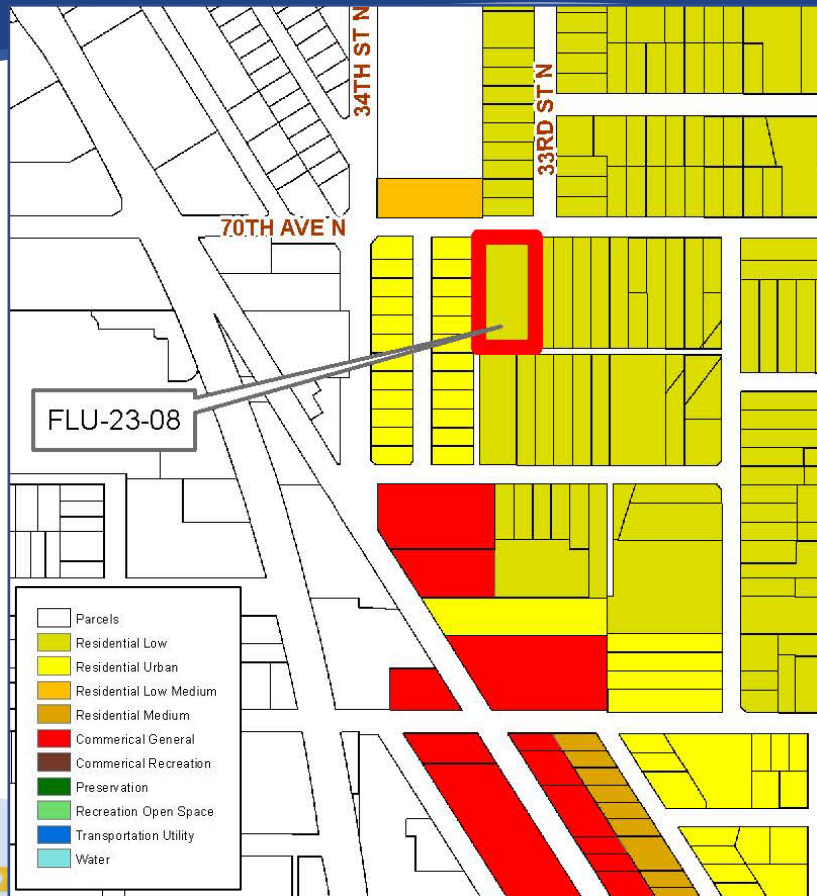 34TH ST N
33RD ST N
70TH AVE N
FLU-23-08
Parcels
Residential Low
Residential Urban
Residential Low Medium
Residential Medium
Commerical General
Commerical Recreation
Preservation
Recreation Open Space
Transportation Utility
Water